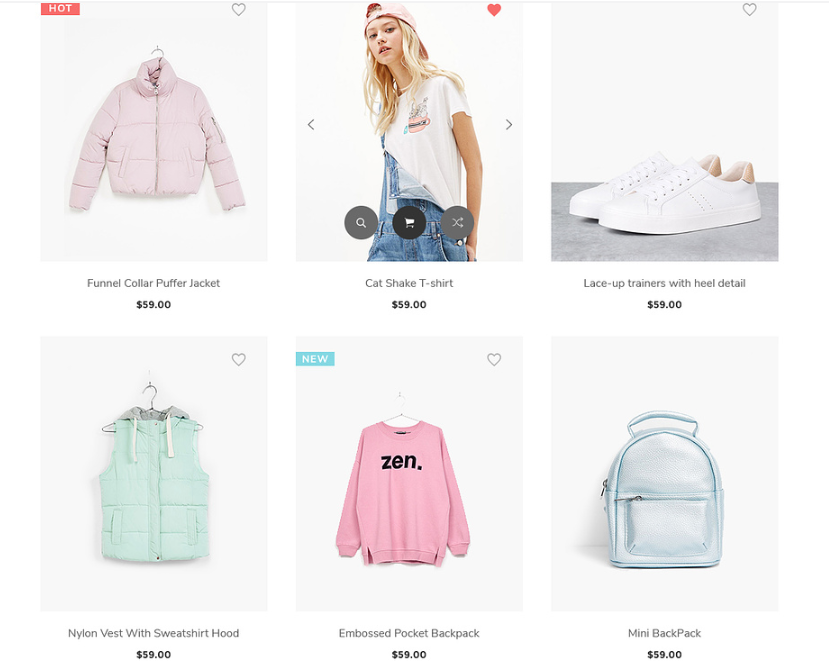 HOT
Funnel Collar Puffer Jacket
$59.00
Cat Shake T-shirt
$59.00
Lace-up trainers with heel detail
$59.00
NEW
zen.
Nylon Vest With Sweatshirt Hood
$59.00
Embossed Pocket Backpack
$59.00
Mini BackPack
$59.00